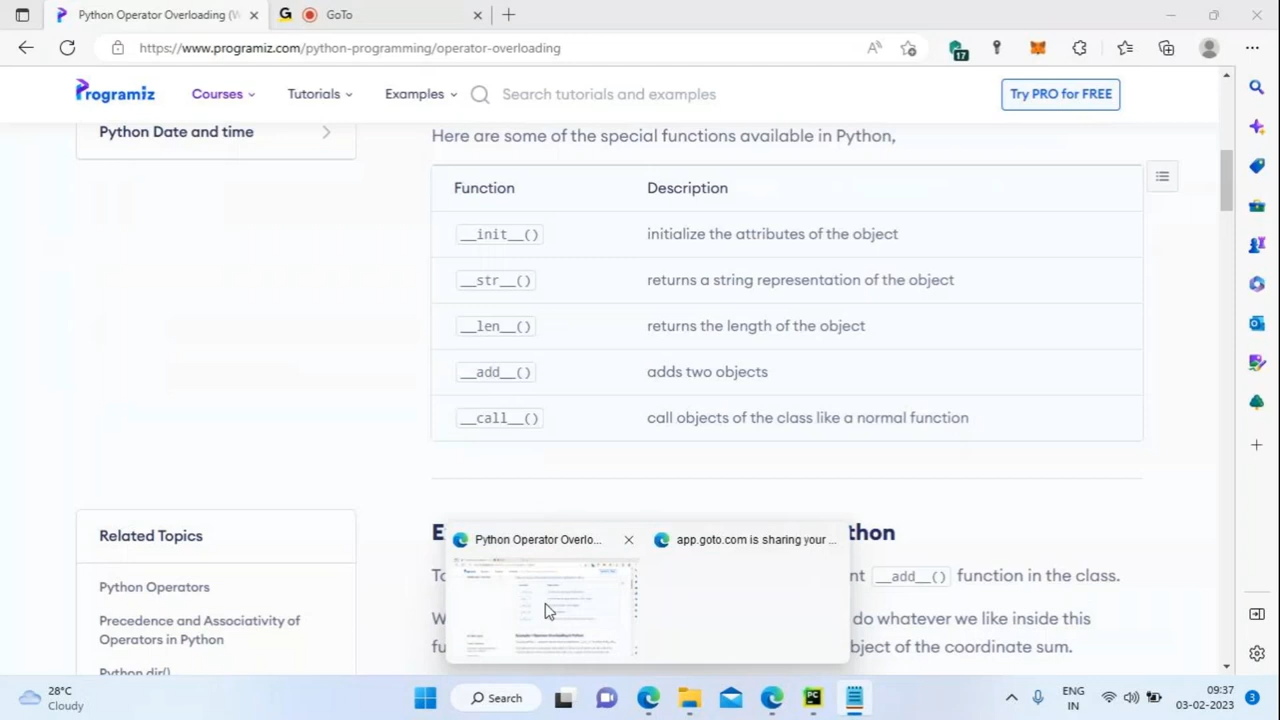 Python Operator Overloading (W
GoTo
https://www.programiz.com/python-programming/operator-overloading
17
Programiz
Courses
Tutorials
Examples
Search tutorials and examples
Try PRO for FREE
Python Date and time
Here are some of the special functions available in Python,
Function Description
__init__() initialize the attributes of the object
__str__() returns a string representation of the object
__len__() returns the length of the object
__add__() adds two objects
__call__() call objects of the class like a normal function
Related Topics
Python Operators
Precedence and Associativity of
Operators in Python
Python dir()
E
thon
Python Operator Overlo...
app.goto.com is sharing your ...
To
nt __add__() function in the class.
W
do whatever we like inside this
fu
bject of the coordinate sum.
28°C
Cloudy
Search
PC
ENG
IN
09:37
03-02-2023
3